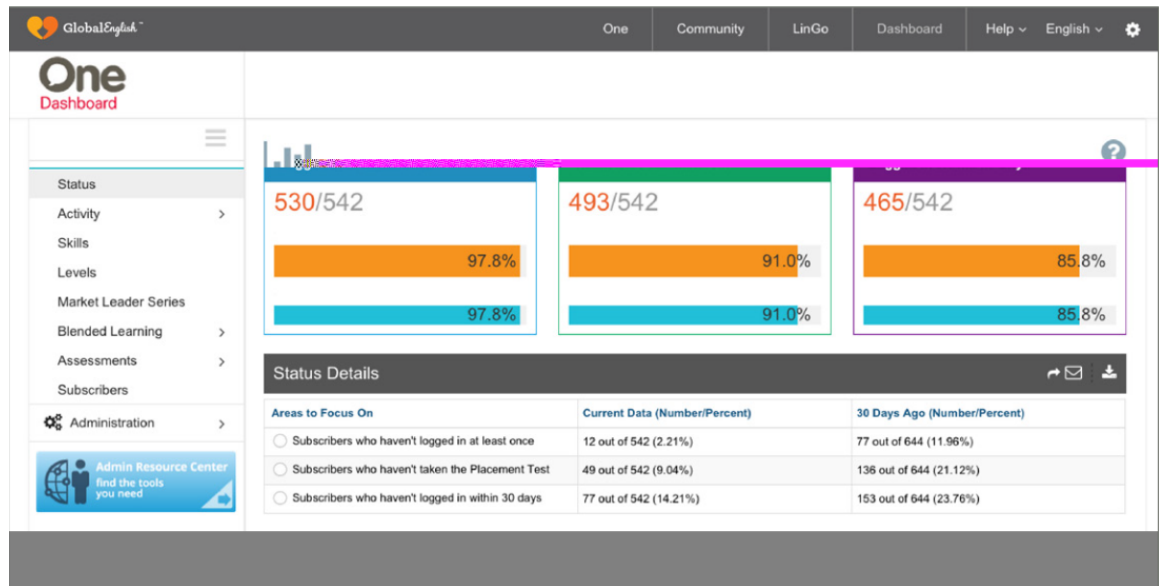 GlobalEnglish™ One Community LinGo Dashboard Help English
One
Dashboard
Status
Activity
Skills
Levels
Market Leader Series
Blended Learning
Assessments
Subscribers
Administration
Admin Resource Center
find the tools
you need
530/542
97.8%
97.8%
493/542
91.0%
91.0%
465/542
85.8%
85.8%
Status Details
Areas to Focus On Current Data (Number/Percent) 30 Days Ago (Number/Percent)
Subscribers who haven't logged in at least once 12 out of 542 (2.21%) 77 out of 644 (11.96%)
Subscribers who haven't taken the Placement Test 49 out of 542 (9.04%) 136 out of 644 (21.12%)
Subscribers who haven't logged in within 30 days 77 out of 542 (14.21%) 153 out of 644 (23.76%)